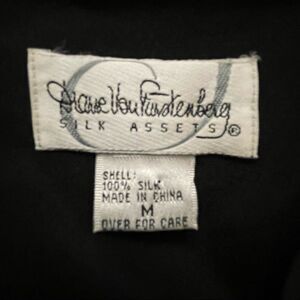 Diane Von Furstenberg
SILK ASSETS®
SHELL:
100% SILK
MADE IN CHINA
M
OVER FOR CARE